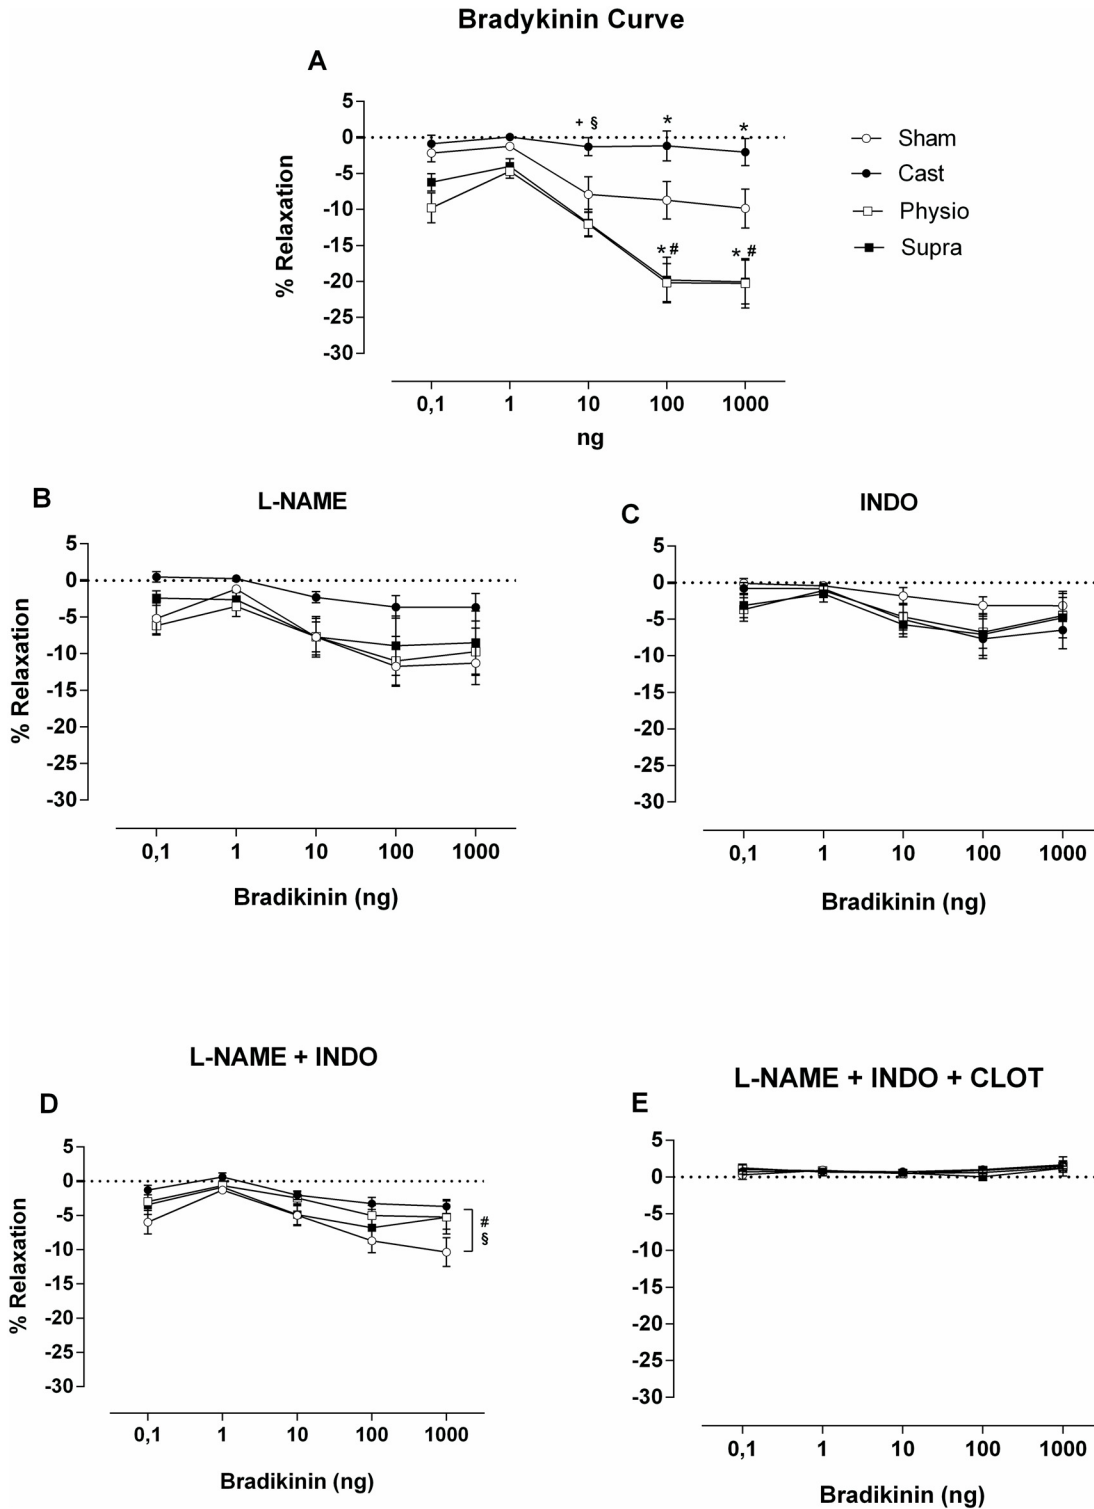 Bradykinin Curve
A
5
0
-5
-10
-15
-20
-25
-30
% Relaxation
+ §
*
*
*#
*#
0,1 1 10 100 1000
ng
Sham
Cast
Physio
Supra
B
L-NAME
5
0
-5
-10
-15
-20
-25
-30
% Relaxation
0,1 1 10 100 1000
Bradikinin (ng)
C
INDO
5
0
-5
-10
-15
-20
-25
-30
0,1 1 10 100 1000
Bradikinin (ng)
L-NAME + INDO
D
5
0
-5
-10
-15
-20
-25
-30
% Relaxation
#
§
0,1 1 10 100 1000
Bradikinin (ng)
L-NAME + INDO + CLOT
E
5
0
-5
-10
-15
-20
-25
-30
0,1 1 10 100 1000
Bradikinin (ng)